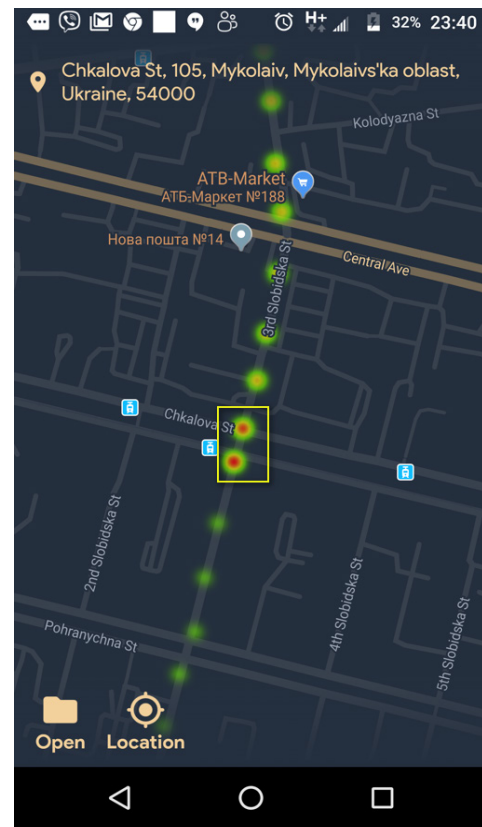 H+
32% 23:40
Chkalova St, 105, Mykolaiv, Mykolaivs'ka oblast,
Ukraine, 54000
Kolodyazna St
ATB-Market
АТБ-Маркет №188
Нова пошта №14
Central Ave
3rd Slobidska St
Chkalova St
2nd Slobidska St
4th Slobidska St
5th Slobidska St
Pohranychna St
Open Location